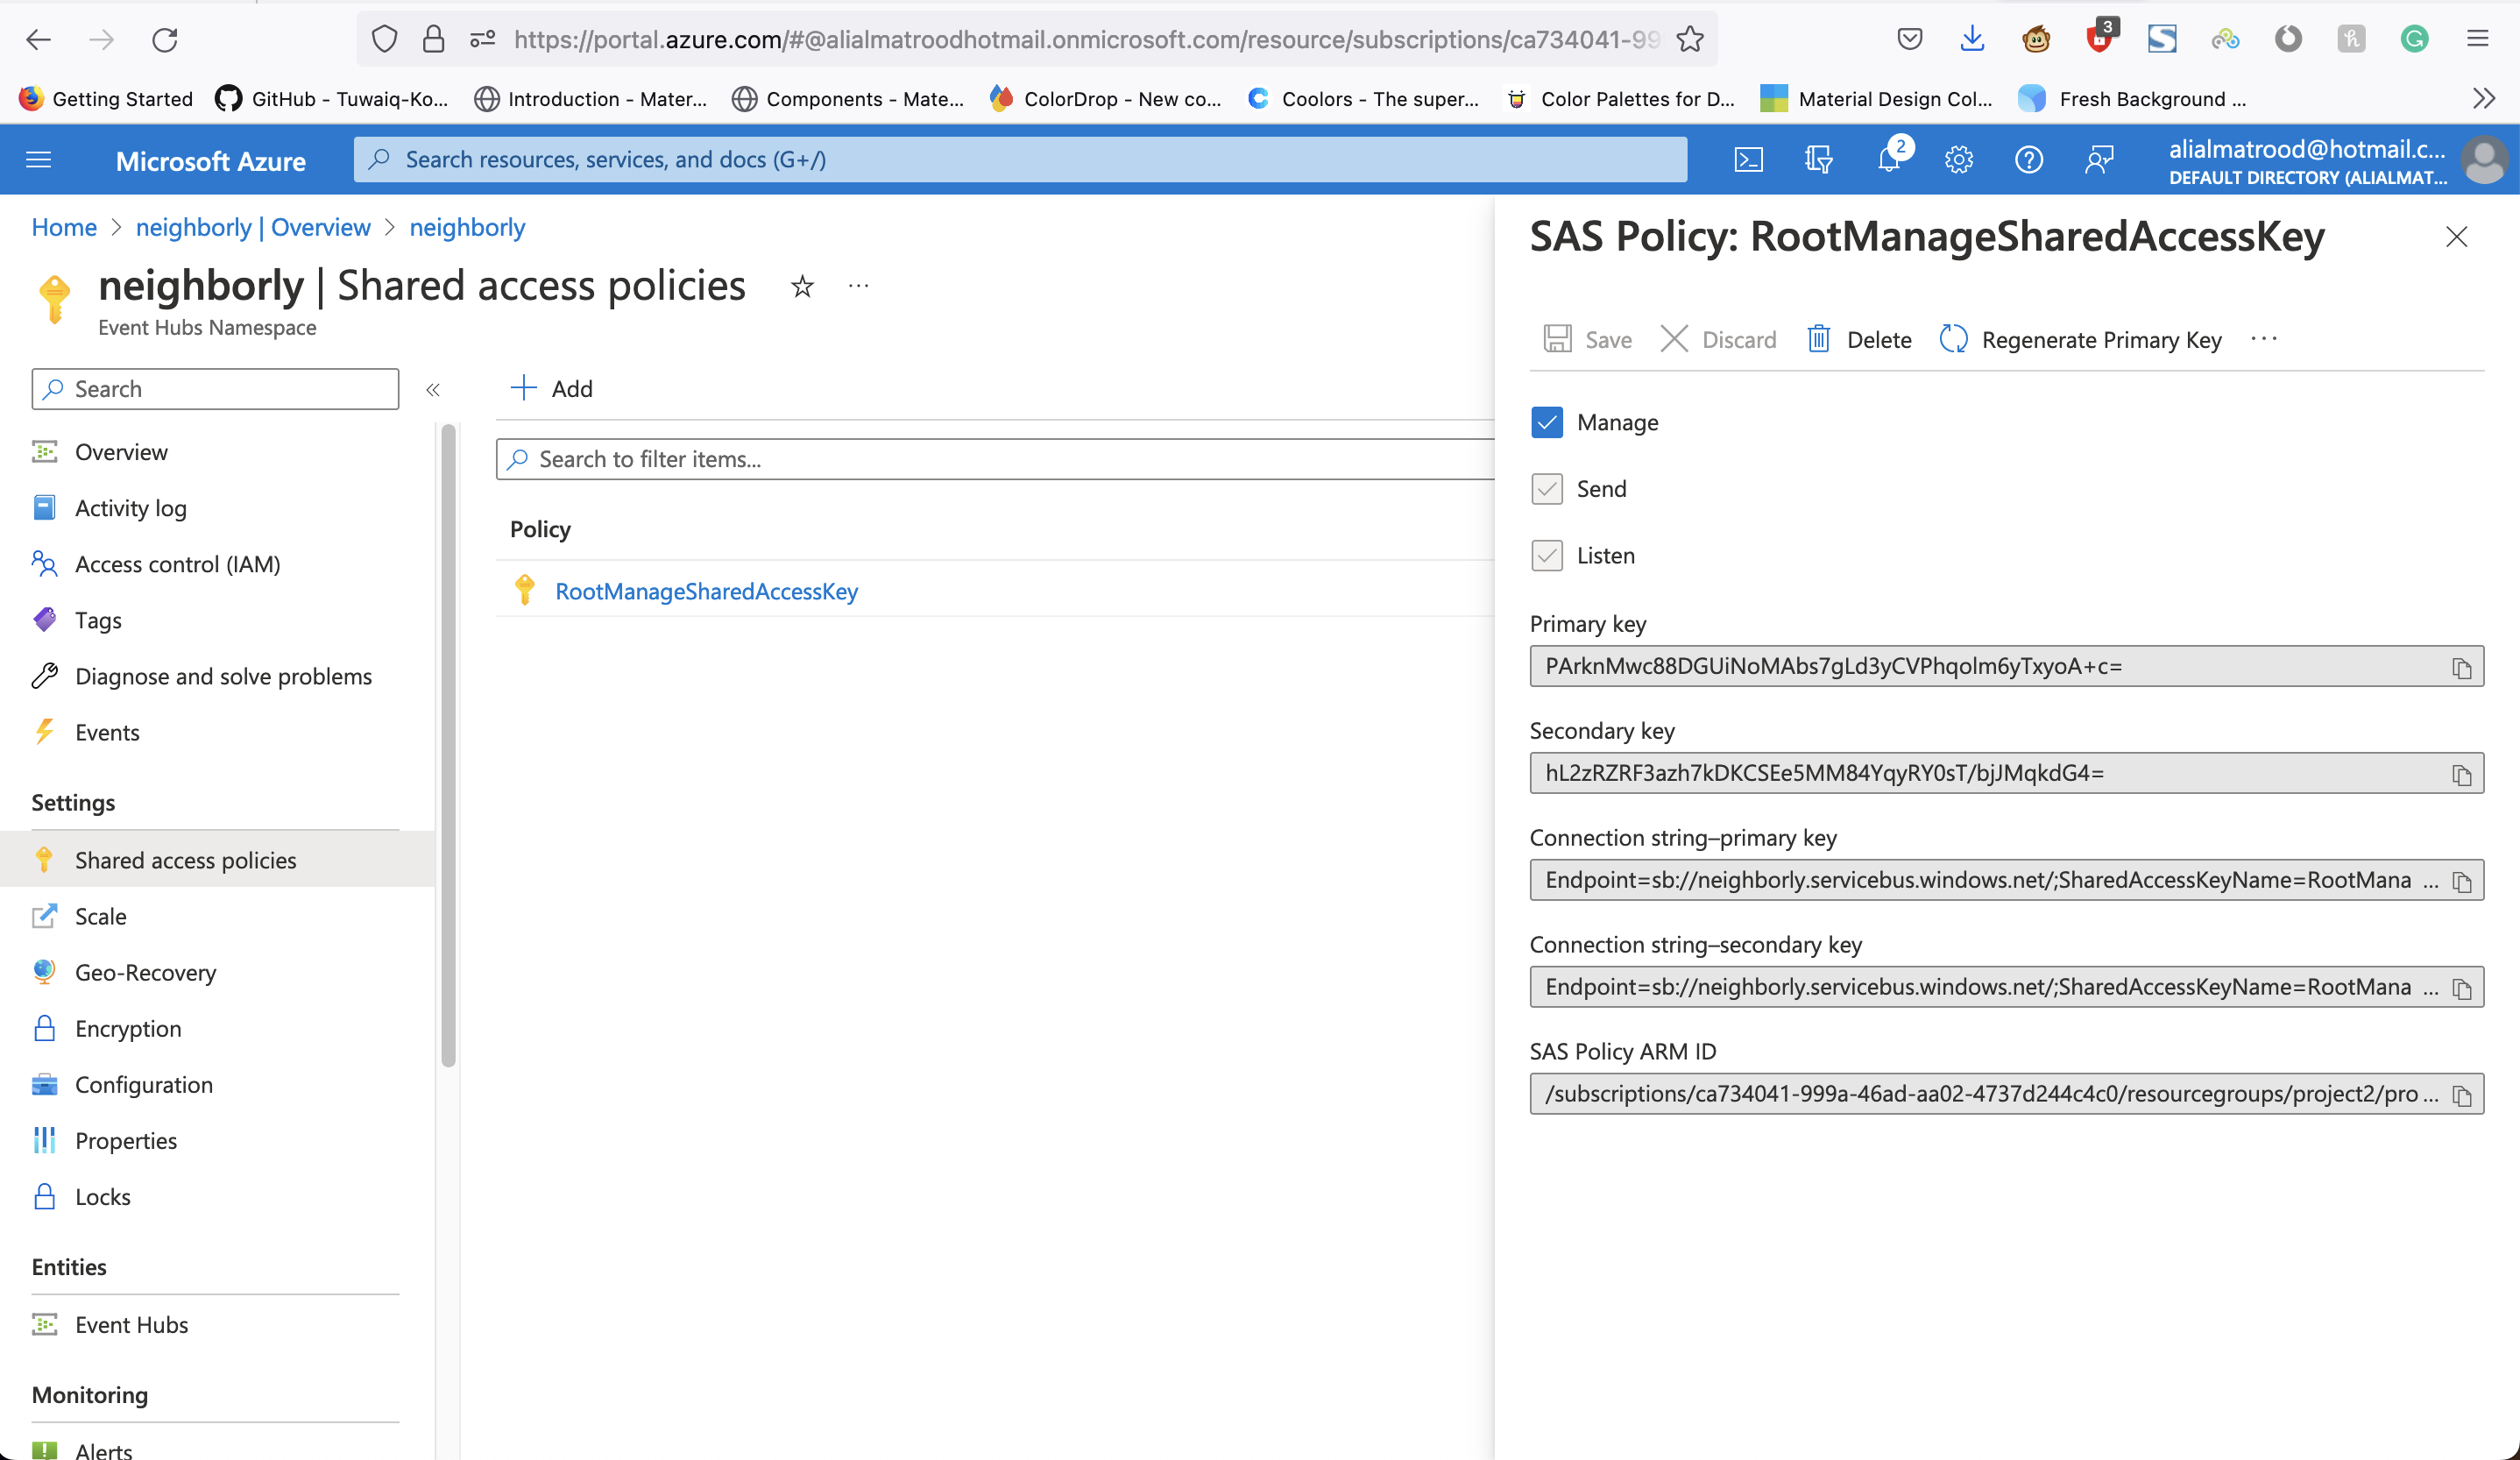 https://portal.azure.com/#@alialmatroodhotmail.onmicrosoft.com/resource/subscriptions/ca734041-99
3
Getting Started
GitHub - Tuwaiq-Ko...
Introduction - Mater...
Components - Mate...
ColorDrop - New co...
Coolors - The super...
Color Palettes for D...
Material Design Col...
Fresh Background ...
Microsoft Azure
Search resources, services, and docs (G+/)
2
alialmatrood@hotmail.c...
DEFAULT DIRECTORY (ALIALMAT...
Home > neighborly | Overview > neighborly
neighborly | Shared access policies
Event Hubs Namespace
Search
Overview
Activity log
Access control (IAM)
Tags
Diagnose and solve problems
Events
Settings
Shared access policies
Scale
Geo-Recovery
Encryption
Configuration
Properties
Locks
Entities
Event Hubs
Monitoring
Alerts
Add
Search to filter items...
Policy
RootManageSharedAccessKey
SAS Policy: RootManageSharedAccessKey
Save
Discard
Delete
Regenerate Primary Key
Manage
Send
Listen
Primary key
PArknMwc88DGUiNoMAbs7gLd3yCVPhqolm6yTxyoA+c=
Secondary key
hL2zRZRF3azh7kDKCSEe5MM84YqyRY0sT/bjJMqkdG4=
Connection string–primary key
Endpoint=sb://neighborly.servicebus.windows.net/;SharedAccessKeyName=RootMana ...
Connection string–secondary key
Endpoint=sb://neighborly.servicebus.windows.net/;SharedAccessKeyName=RootMana ...
SAS Policy ARM ID
/subscriptions/ca734041-999a-46ad-aa02-4737d244c4c0/resourcegroups/project2/pro ...